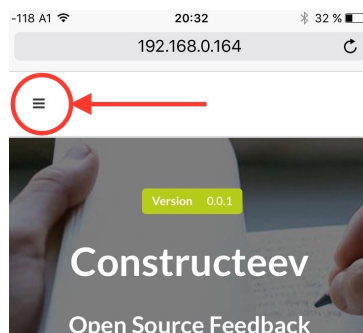 -118 A1 20:32 32 %
192.168.0.164
Version 0.0.1
Constructeev
Open Source Feedback